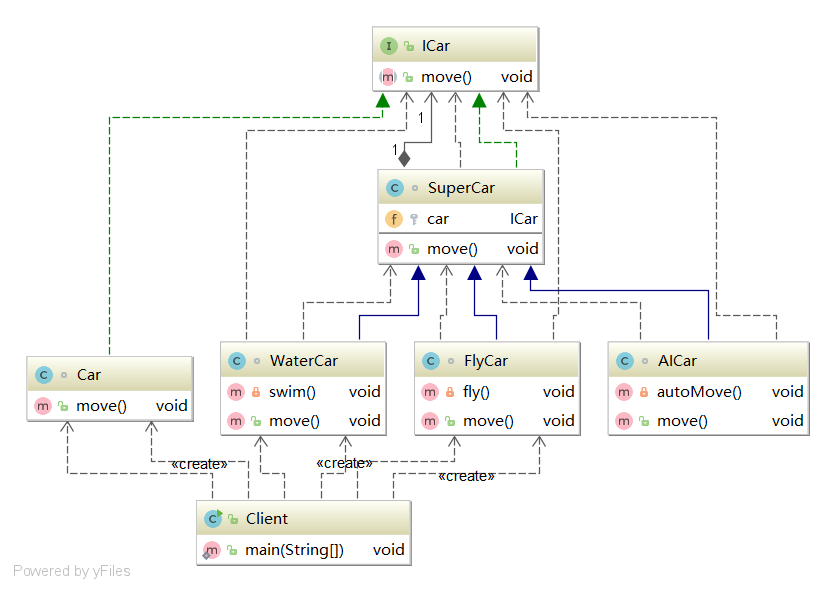 ICar
move() void
1
1
SuperCar
car ICar
move() void
Car
move() void
WaterCar
swim() void
move() void
FlyCar
fly() void
move() void
AICar
autoMove() void
move() void
«create»
«create»
«create»
Client
main(String[]) void
Powered by yFiles